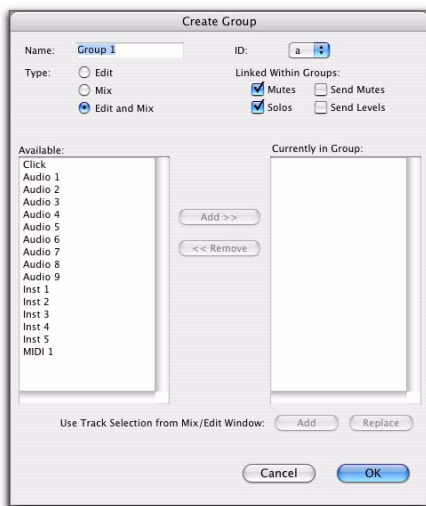 Create Group
Name: Group 1 ID: a
Type: Edit Linked Within Groups:
Mix Mutes Send Mutes
Edit and Mix Solos Send Levels
Available: Currently in Group:
Click
Audio 1
Audio 2
Audio 3
Audio 4
Audio 5
Audio 6
Audio 7
Audio 8
Audio 9
Inst 1
Inst 2
Inst 3
Inst 4
Inst 5
MIDI 1
Add >>
<< Remove
Use Track Selection from Mix/Edit Window: Add Replace
Cancel OK